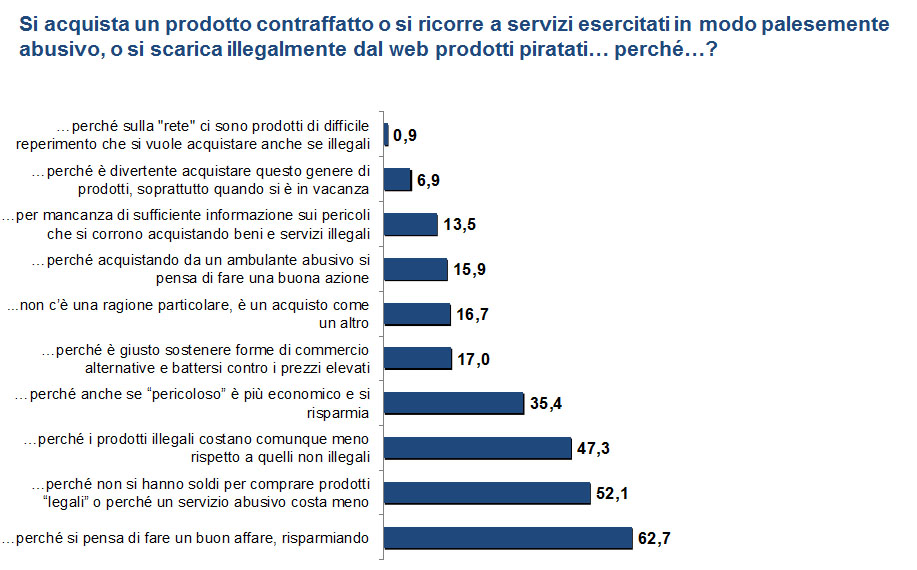 Si acquista un prodotto contraffatto o si ricorre a servizi esercitati in modo palesemente
abusivo, o si scarica illegalmente dal web prodotti piratati… perché…?
…perché sulla "rete" ci sono prodotti di difficile
reperimento che si vuole acquistare anche se illegali
0,9
…perché è divertente acquistare questo genere di
prodotti, soprattutto quando si è in vacanza
6,9
…per mancanza di sufficiente informazione sui pericoli
che si corrono acquistando beni e servizi illegali
13,5
…perché acquistando da un ambulante abusivo si
pensa di fare una buona azione
15,9
...non c’è una ragione particolare, è un acquisto come
un altro
16,7
…perché è giusto sostenere forme di commercio
alternative e battersi contro i prezzi elevati
17,0
…perché anche se “pericoloso” è più economico e si
risparmia
35,4
…perché i prodotti illegali costano comunque meno
rispetto a quelli non illegali
47,3
…perché non si hanno soldi per comprare prodotti
“legali” o perché un servizio abusivo costa meno
52,1
…perché si pensa di fare un buon affare, risparmiando
62,7